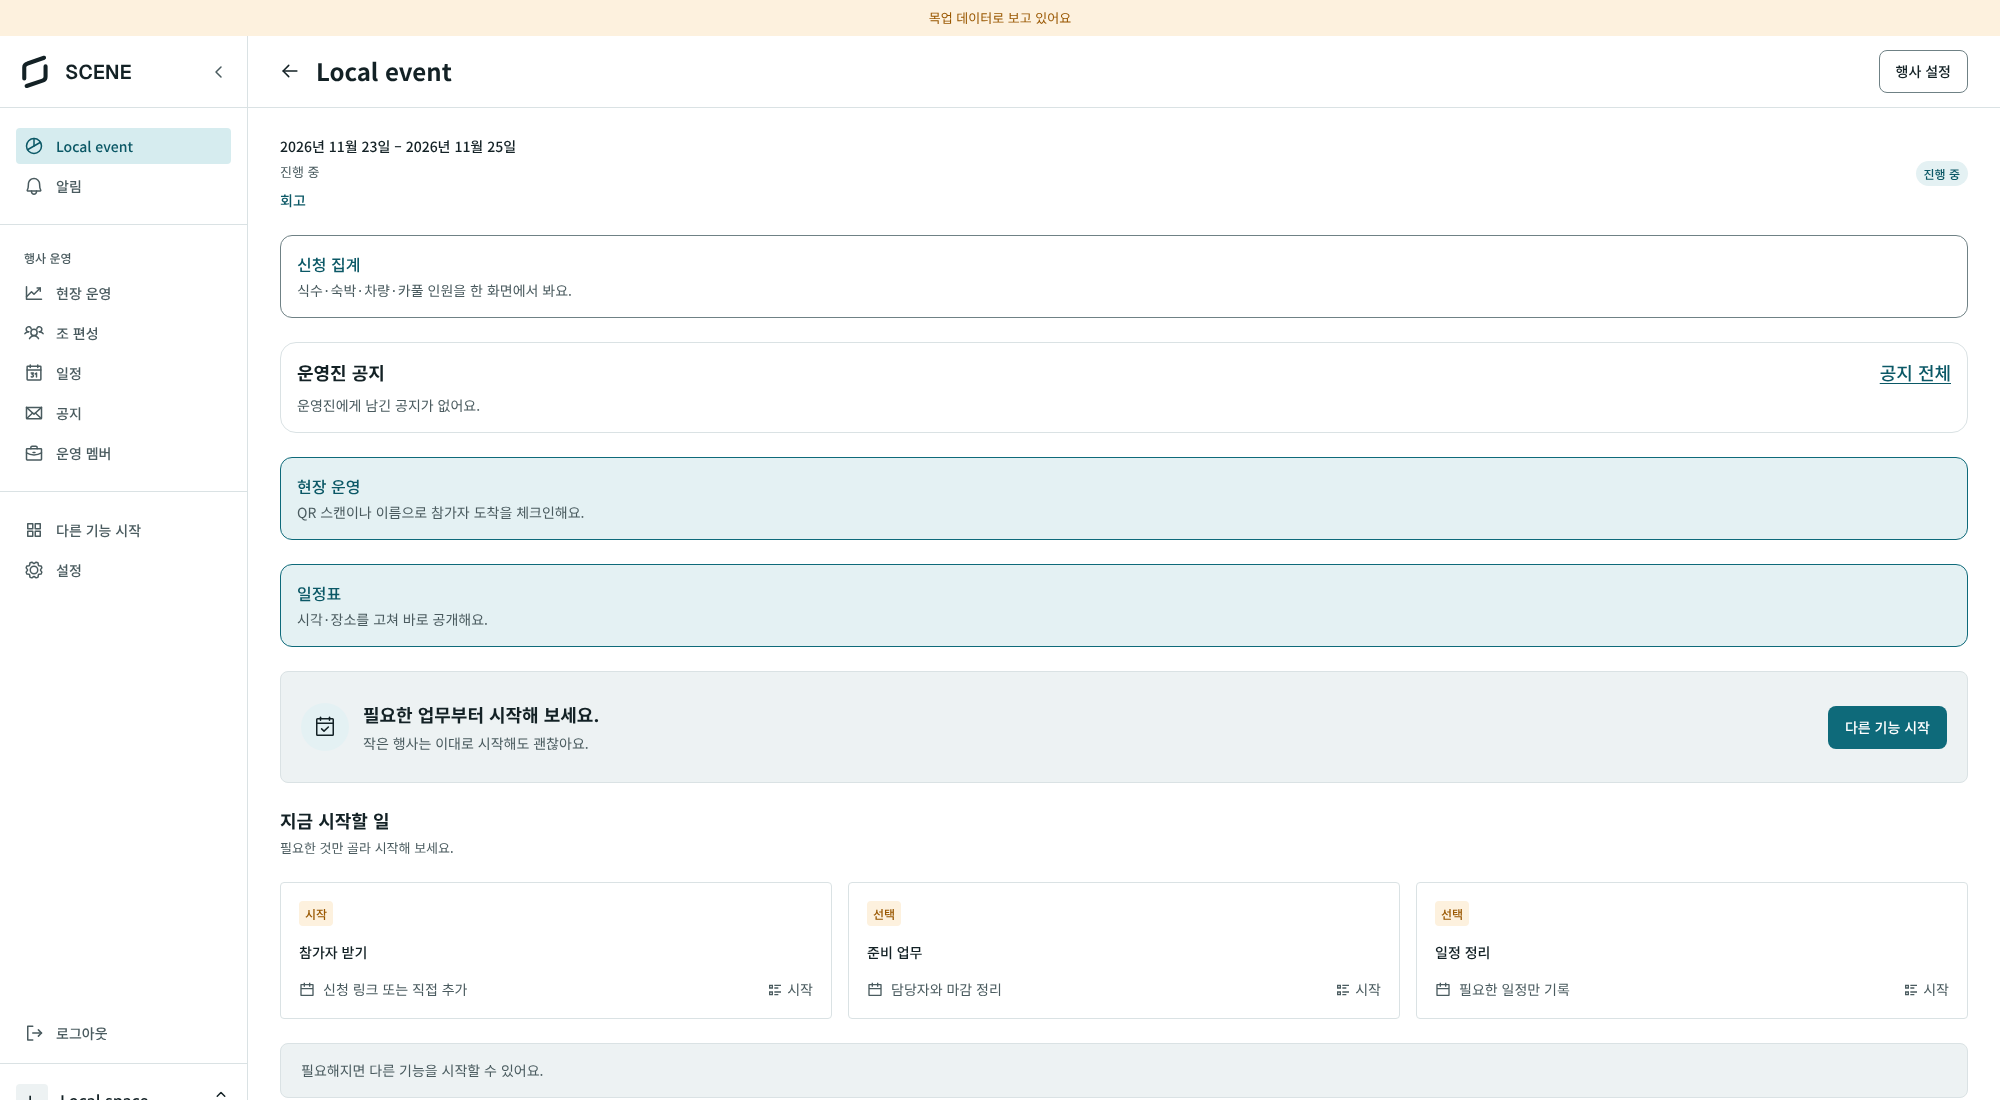 목업 데이터로 보고 있어요
SCENE
Local event
행사 설정
Local event
알림
행사 운영
현장 운영
조 편성
일정
공지
운영 멤버
다른 기능 시작
설정
로그아웃
Local space
2026년 11월 23일 – 2026년 11월 25일
진행 중
진행 중
회고
신청 집계
식수·숙박·차량·카풀 인원을 한 화면에서 봐요.
운영진 공지
공지 전체
운영진에게 남긴 공지가 없어요.
현장 운영
QR 스캔이나 이름으로 참가자 도착을 체크인해요.
일정표
시각·장소를 고쳐 바로 공개해요.
필요한 업무부터 시작해 보세요.
작은 행사는 이대로 시작해도 괜찮아요.
다른 기능 시작
지금 시작할 일
필요한 것만 골라 시작해 보세요.
시작
참가자 받기
신청 링크 또는 직접 추가
시작
선택
준비 업무
담당자와 마감 정리
시작
선택
일정 정리
필요한 일정만 기록
시작
필요해지면 다른 기능을 시작할 수 있어요.